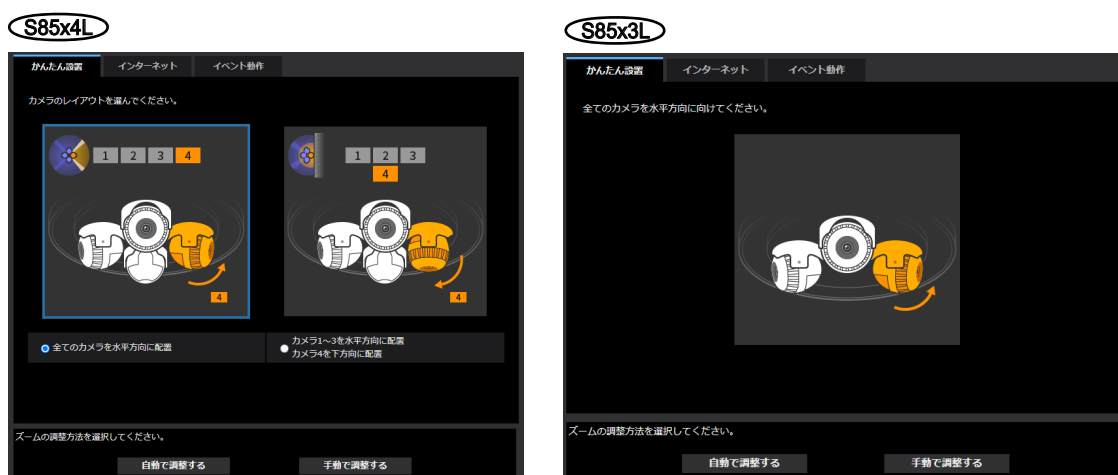 S85x4L
かんたん設置 インターネット イベント動作
カメラのレイアウトを選んでください。
1 2 3 4
4
1 2 3
4
4
全てのカメラを水平方向に配置
カメラ1～3を水平方向に配置
カメラ4を下方向に配置
ズームの調整方法を選択してください。
自動で調整する 手動で調整する
S85x3L
かんたん設置 インターネット イベント動作
全てのカメラを水平方向に向けてください。
ズームの調整方法を選択してください。
自動で調整する 手動で調整する